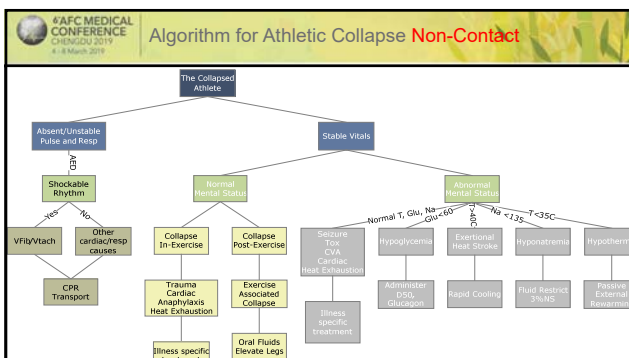 6th AFC MEDICAL
CONFERENCE
CHENGDU 2019
4 - 8 March 2019
Algorithm for Athletic Collapse Non-Contact
The Collapsed
Athlete
Absent/Unstable
Pulse and Resp
Stable Vitals
AED
Shockable
Rhythm
Normal
Mental Status
Abnormal
Mental Status
Yes
No
Normal T, Glu, Na
Glu<60
T>40C
Na <135
T<35C
VFib/Vtach
Other
cardiac/resp
causes
Collapse
In-Exercise
Collapse
Post-Exercise
Seizure
Tox
CVA
Cardiac
Heat Exhaustion
Hypoglycemia
Exertional
Heat Stroke
Hyponatremia
Hypotherm
CPR
Transport
Trauma
Cardiac
Anaphylaxis
Heat Exhaustion
Exercise
Associated
Collapse
Illness
specific
treatment
Administer
D50,
Glucagon
Rapid Cooling
Fluid Restrict
3%NS
Passive
External
Rewarming
Illness specific
Oral Fluids
Elevate Legs